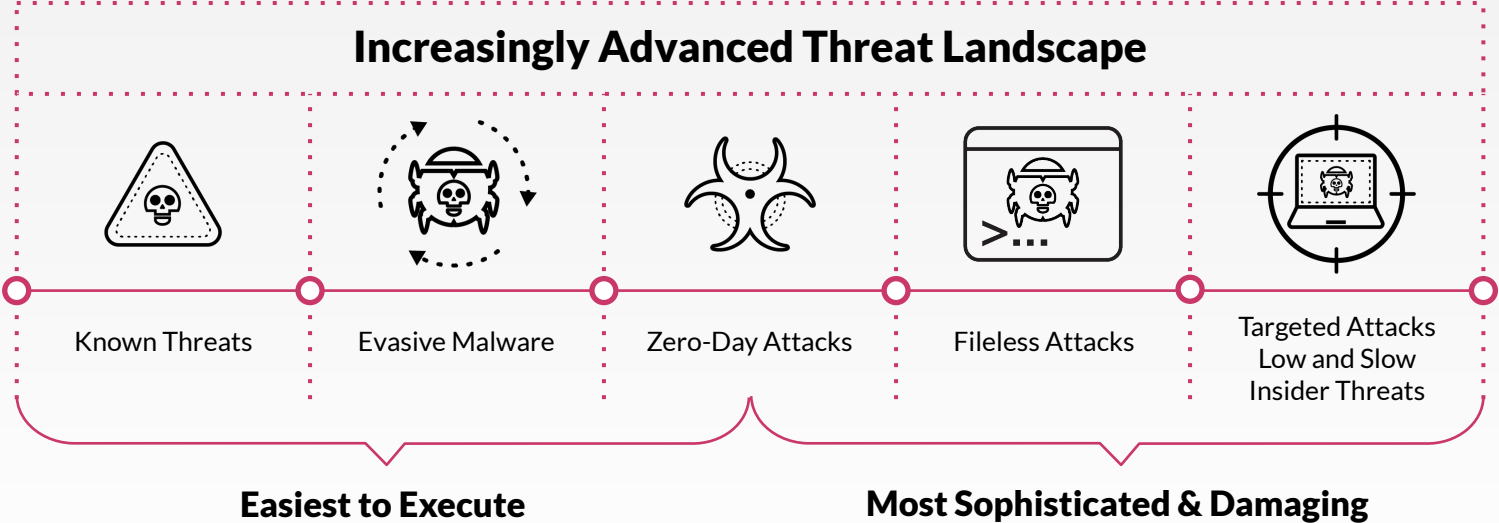 Increasingly Advanced Threat Landscape
>...
Known Threats
Evasive Malware
Zero-Day Attacks
Fileless Attacks
Targeted Attacks
Low and Slow
Insider Threats
Easiest to Execute
Most Sophisticated & Damaging